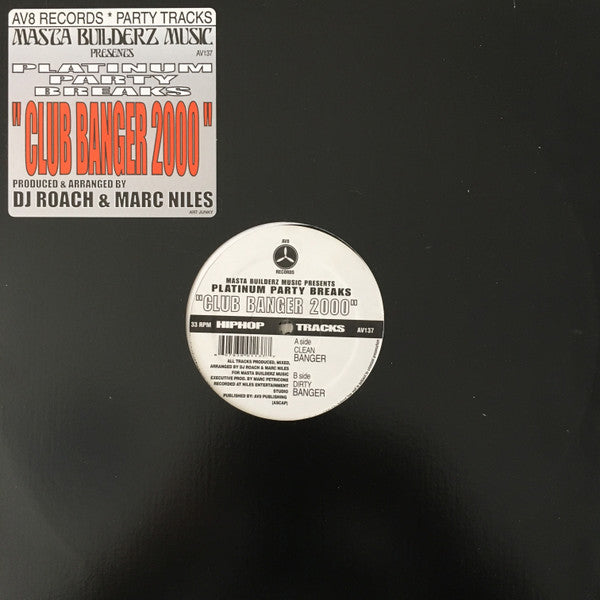 AV8 RECORDS * PARTY TRACKS
MASTA BUILDERZ MUSIC
PRESENTS
AV137
PLATINUM
PARTY
BREAKS
"CLUB BANGER 2000"
PRODUCED & ARRANGED BY
DJ ROACH & MARC NILES
ART: JUNKY
AV8
RECORDS
MASTA BUILDERZ MUSIC PRESENTS
PLATINUM PARTY BREAKS
"CLUB BANGER 2000"
33 RPM HIPHOP TRACKS AV137
A side
CLEAN
BANGER
B side
DIRTY
BANGER
ALL TRACKS PRODUCED, MIXED,
ARRANGED BY DJ ROACH & MARC NILES
FOR MASTA BUILDERZ MUSIC
EXECUTIVE PROD. BY MARC PETRICONE
RECORDED AT NILES ENTERTAINMENT
STUDIO
PUBLISHED BY: AV8 PUBLISHING
(ASCAP)